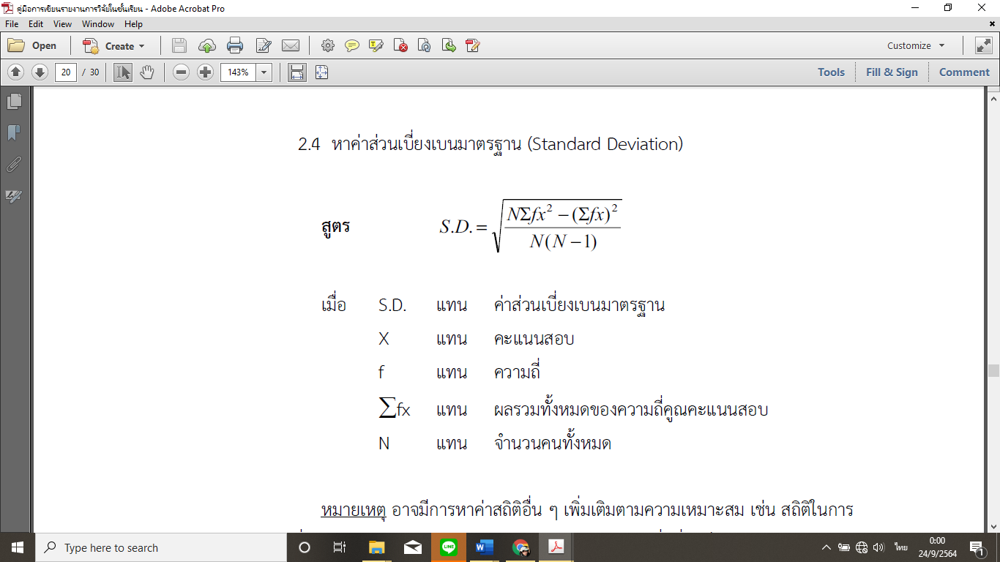 คู่มือการเขียนรายงานการวิจัยในชั้นเรียน - Adobe Acrobat Pro
File Edit View Window Help
Open Create Customize
20 / 30 143% Tools Fill & Sign Comment
2.4 หาค่าส่วนเบี่ยงเบนมาตรฐาน (Standard Deviation)
สูตร S.D. = √((NΣfx² − (Σfx)²) / (N(N − 1)))
เมื่อ S.D. แทน ค่าส่วนเบี่ยงเบนมาตรฐาน
X แทน คะแนนสอบ
f แทน ความถี่
∑fx แทน ผลรวมทั้งหมดของความถี่คูณคะแนนสอบ
N แทน จำนวนคนทั้งหมด
หมายเหตุ อาจมีการหาค่าสถิติอื่น ๆ เพิ่มเติมตามความเหมาะสม เช่น สถิติในการ
Type here to search LINE ไทย 0:00
24/9/2564 1